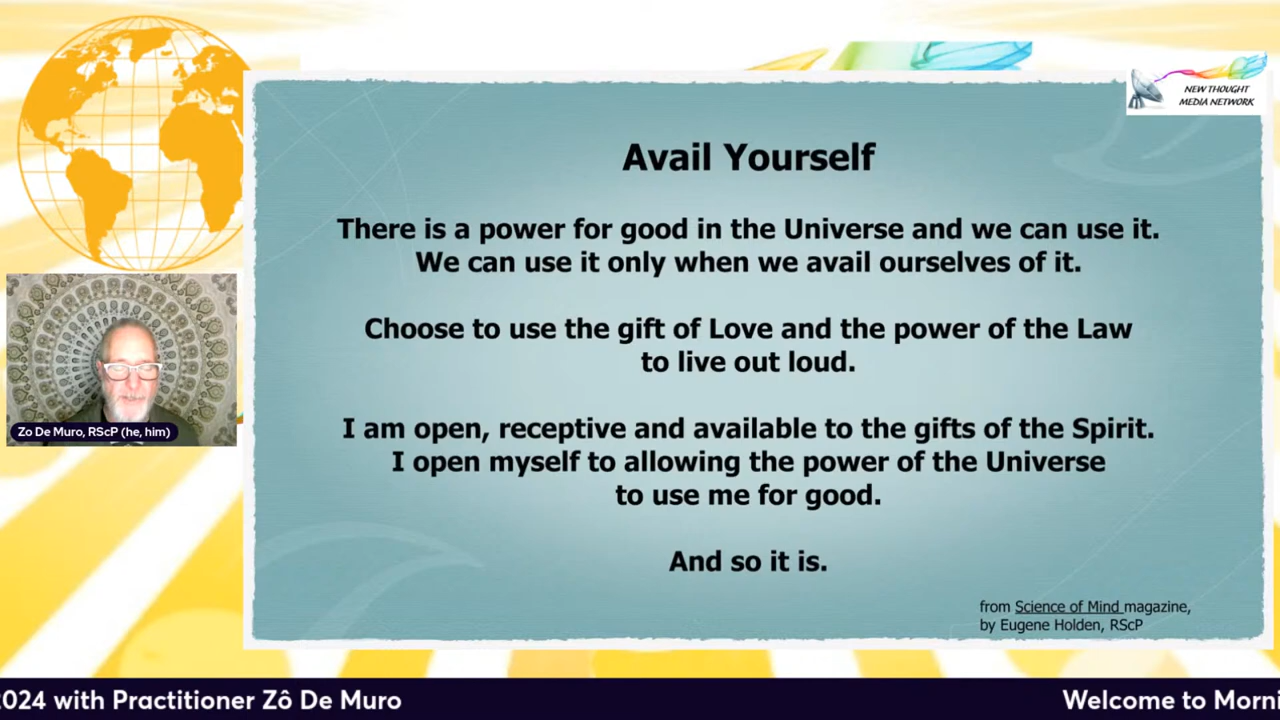 NEW THOUGHT
MEDIA NETWORK
Avail Yourself
There is a power for good in the Universe and we can use it.
We can use it only when we avail ourselves of it.
Choose to use the gift of Love and the power of the Law
to live out loud.
I am open, receptive and available to the gifts of the Spirit.
I open myself to allowing the power of the Universe
to use me for good.
And so it is.
from Science of Mind magazine,
by Eugene Holden, RScP
Zo De Muro, RScP (he, him)
2024 with Practitioner Zô De Muro
Welcome to Morni